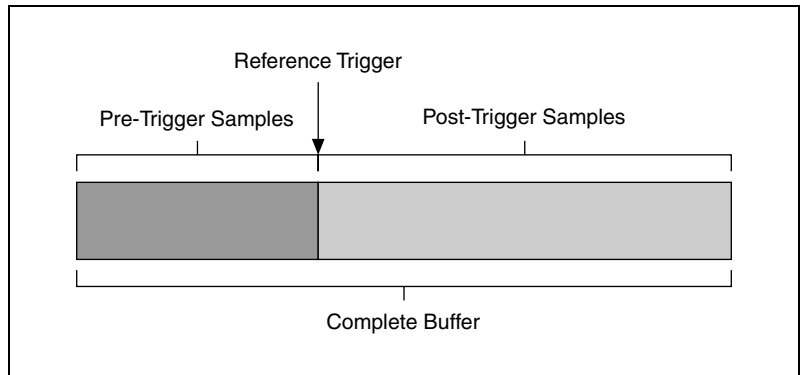 Reference Trigger
Pre-Trigger Samples
Post-Trigger Samples
Complete Buffer